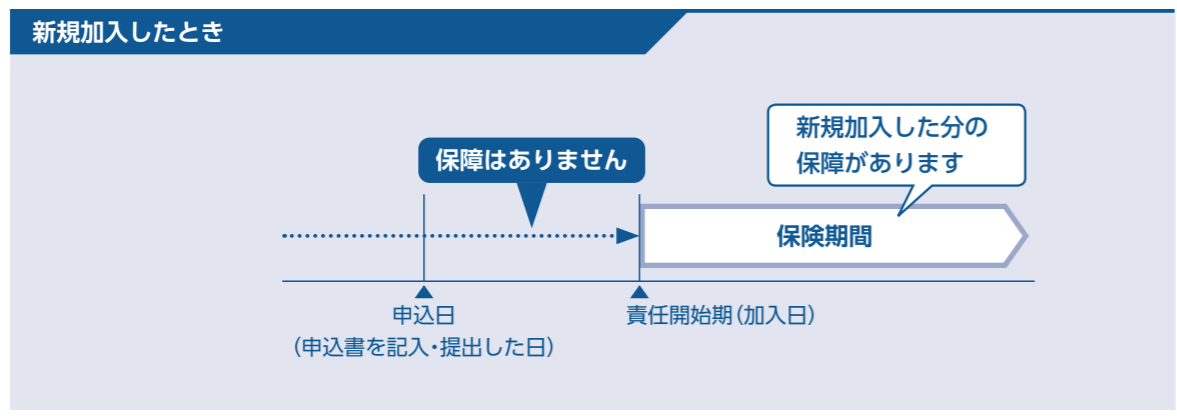 新規加入したとき
新規加入した分の
保障があります
保障はありません
保険期間
申込日
(申込書を記入・提出した日)
責任開始期(加入日)